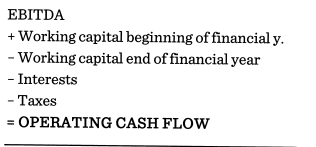 EBITDA
+ Working capital beginning of financial y.
– Working capital end of financial year
– Interests
– Taxes
= OPERATING CASH FLOW